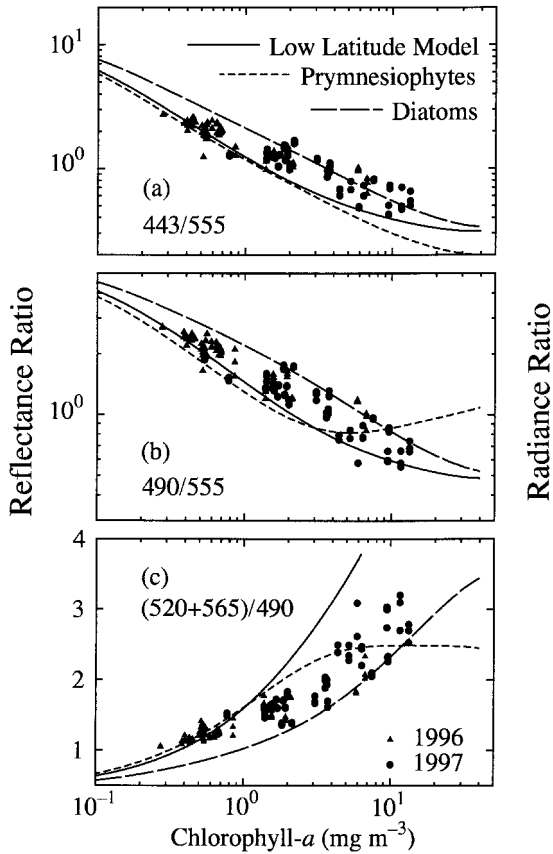 10¹
Low Latitude Model
Prymnesiophytes
Diatoms
10⁰
(a)
443/555
Reflectance Ratio
Radiance Ratio
10⁰
(b)
490/555
4
(c)
(520+565)/490
3
2
1
1996
1997
10⁻¹ 10⁰ 10¹
Chlorophyll-a (mg m⁻³)